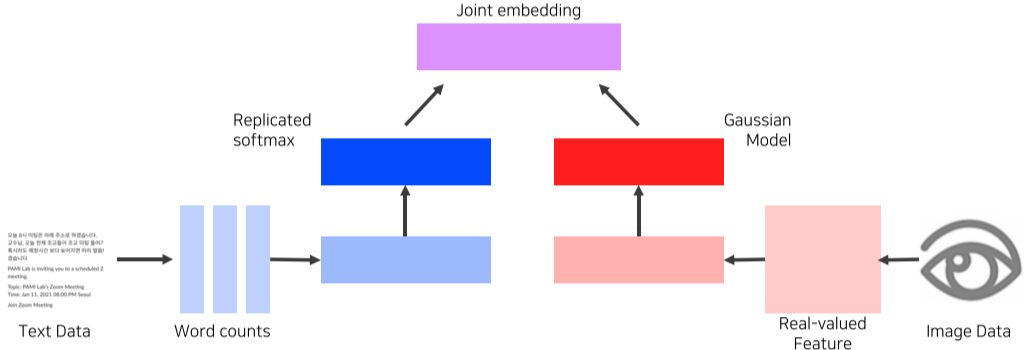 Joint embedding
Replicated
softmax
Gaussian
Model
오늘 8시 미팅은 아래 주소로 하겠습니다.
교수님, 오늘 전체 조교들이 조교 미팅 들어?
혹시라도 예정시간 보다 늦어지면 미리 말씀!
겠습니다.
PAMI Lab is inviting you to a scheduled Z
meeting.
Topic: PAMI Lab's Zoom Meeting
Time: Jan 11, 2021 08:00 PM Seoul
Join Zoom Meeting
Text Data
Word counts
Real-valued
Feature
Image Data